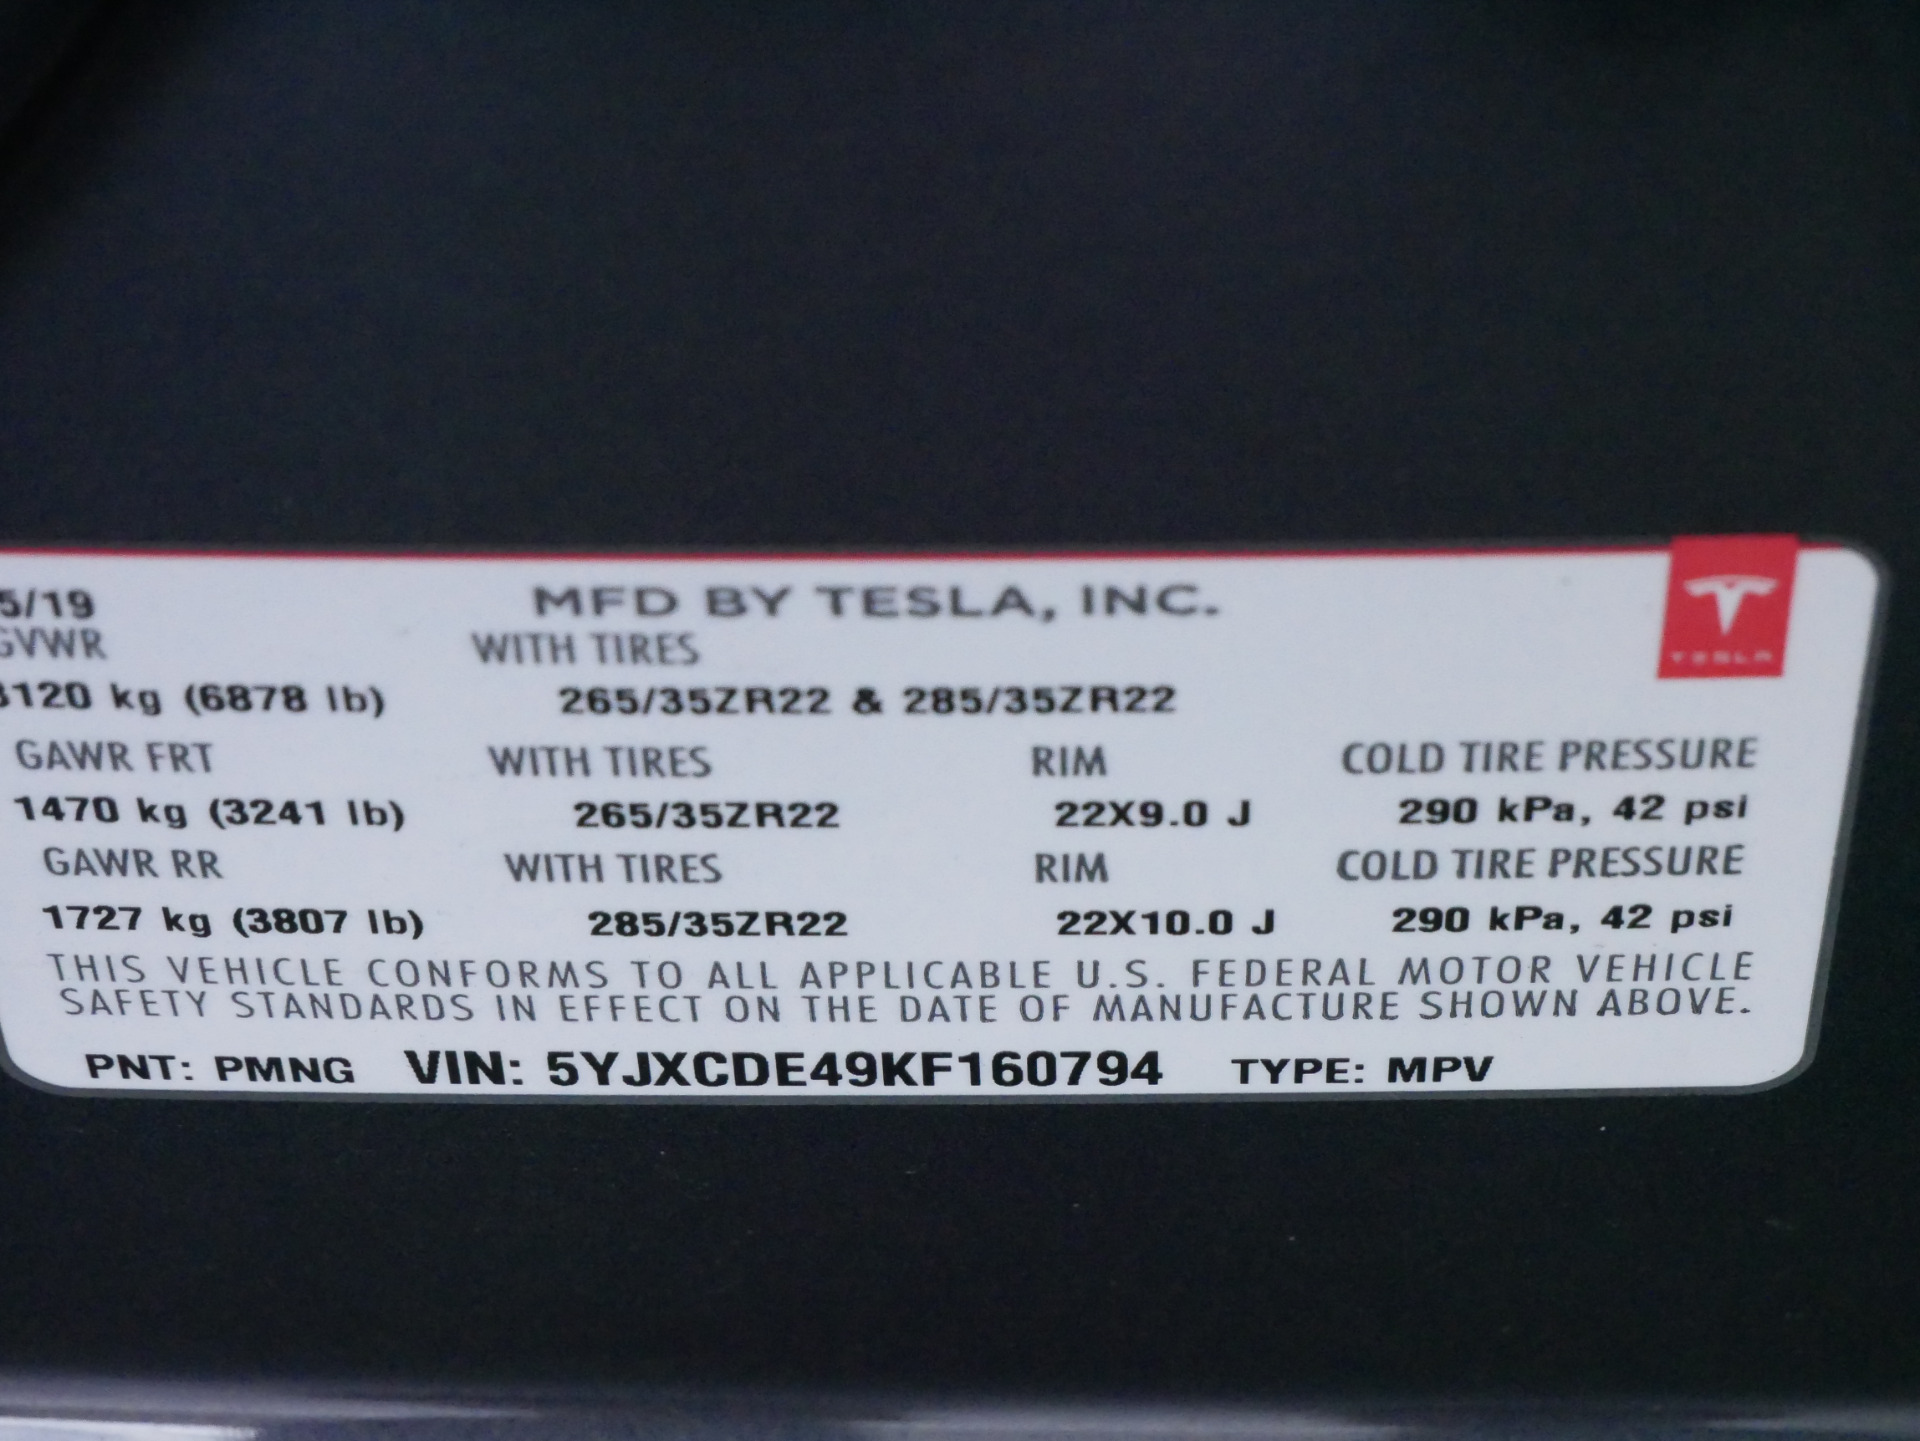 5/19 MFD BY TESLA, INC.
GVWR WITH TIRES
3120 kg (6878 lb) 265/35ZR22 & 285/35ZR22
TESLA
GAWR FRT WITH TIRES RIM COLD TIRE PRESSURE
1470 kg (3241 lb) 265/35ZR22 22X9.0 J 290 kPa, 42 psi
GAWR RR WITH TIRES RIM COLD TIRE PRESSURE
1727 kg (3807 lb) 285/35ZR22 22X10.0 J 290 kPa, 42 psi
THIS VEHICLE CONFORMS TO ALL APPLICABLE U.S. FEDERAL MOTOR VEHICLE
SAFETY STANDARDS IN EFFECT ON THE DATE OF MANUFACTURE SHOWN ABOVE.
PNT: PMNG VIN: 5YJXCDE49KF160794 TYPE: MPV